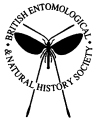 · BRITISH ENTOMOLOGICAL ·
& NATURAL HISTORY SOCIETY